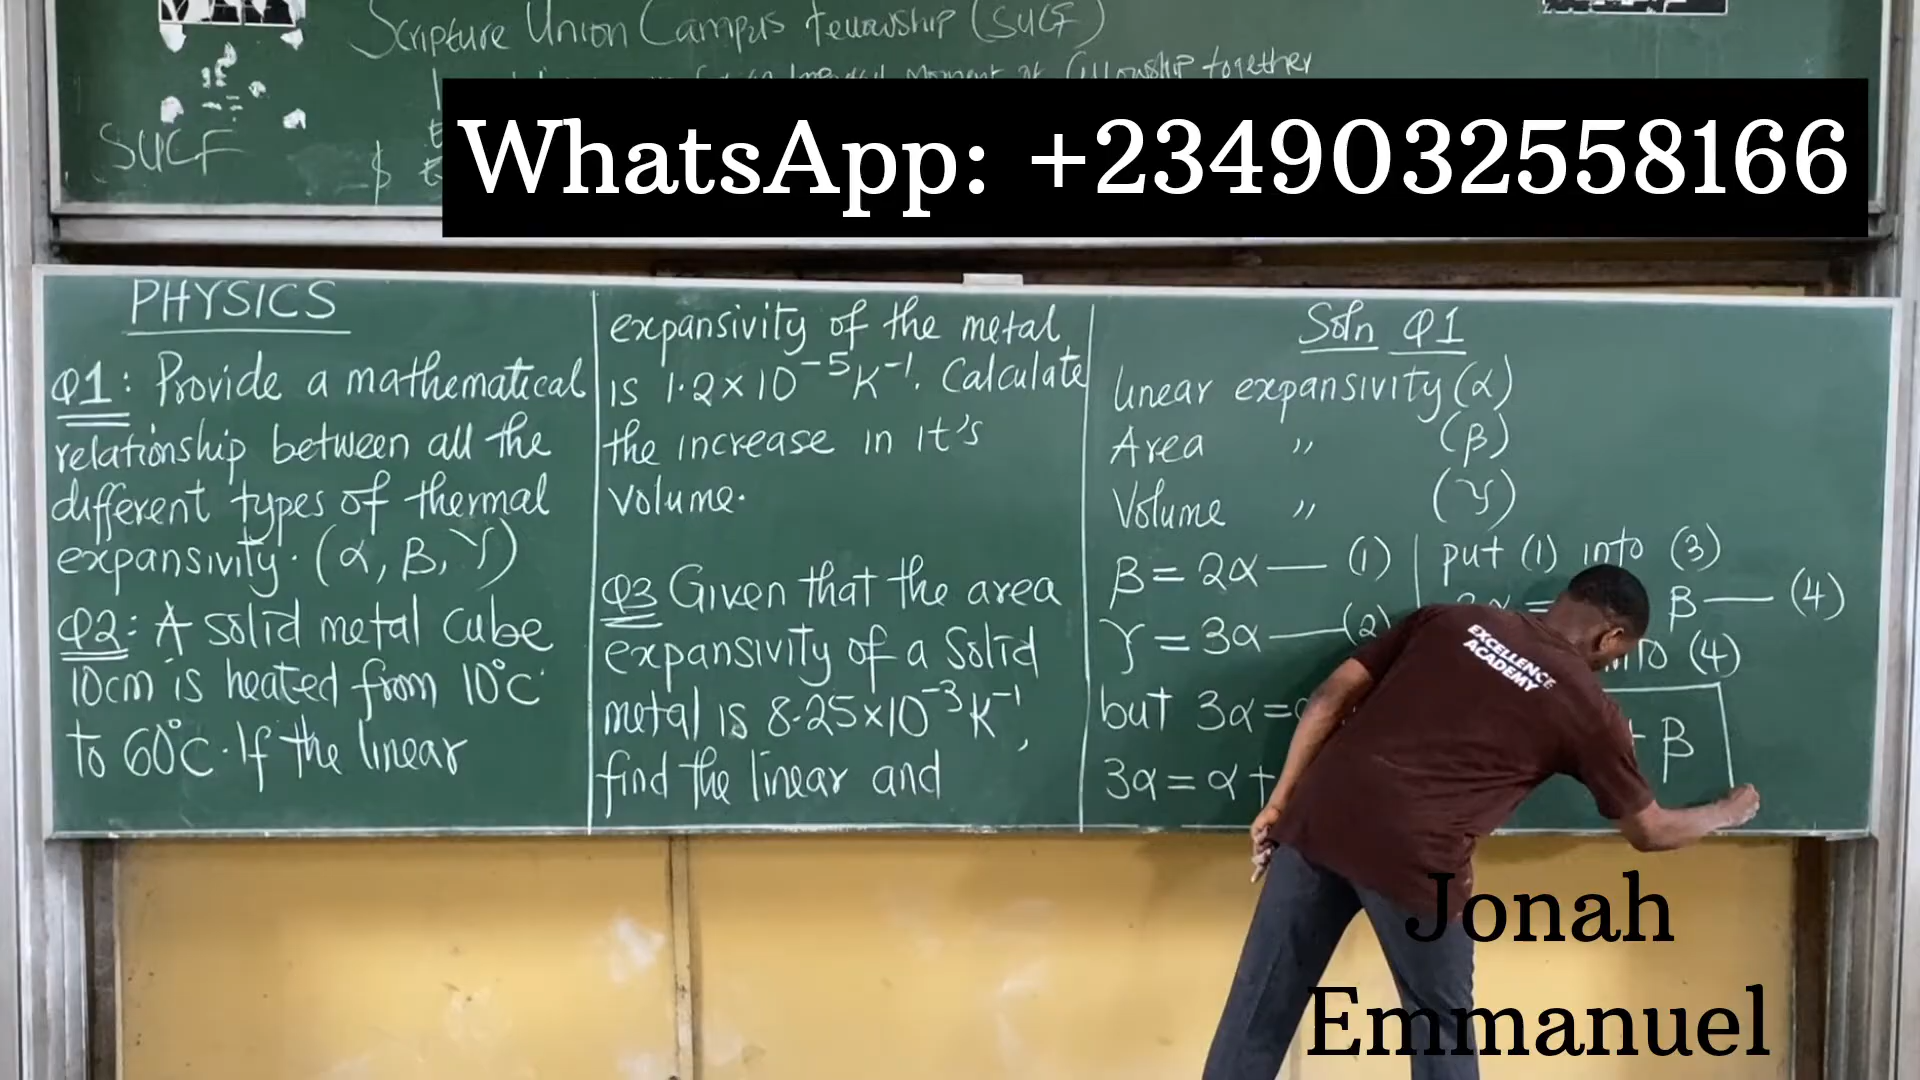 Scripture Union Campus Fellowship (SUCF)
Fellowship together
SUCF
$
WhatsApp: +2349032558166
PHYSICS
Q1: Provide a mathematical
relationship between all the
different types of thermal
expansivity. (α, β, γ)
Q2: A solid metal cube
10cm is heated from 10°C
to 60°C. If the linear
expansivity of the metal
is 1.2 × 10⁻⁵K⁻¹. Calculate
the increase in it's
volume.
Q3 Given that the area
expansivity of a solid
metal is 8.25×10⁻³K⁻¹,
find the linear and
Soln Q1
linear expansivity (α)
Area ,, (β)
Volume ,, (γ)
β = 2α — (1)
γ = 3α — (2)
but 3α =
3α = α +
put (1) into (3)
β — (4)
into (4)
+ β
EXCELLENCE
ACADEMY
Jonah
Emmanuel